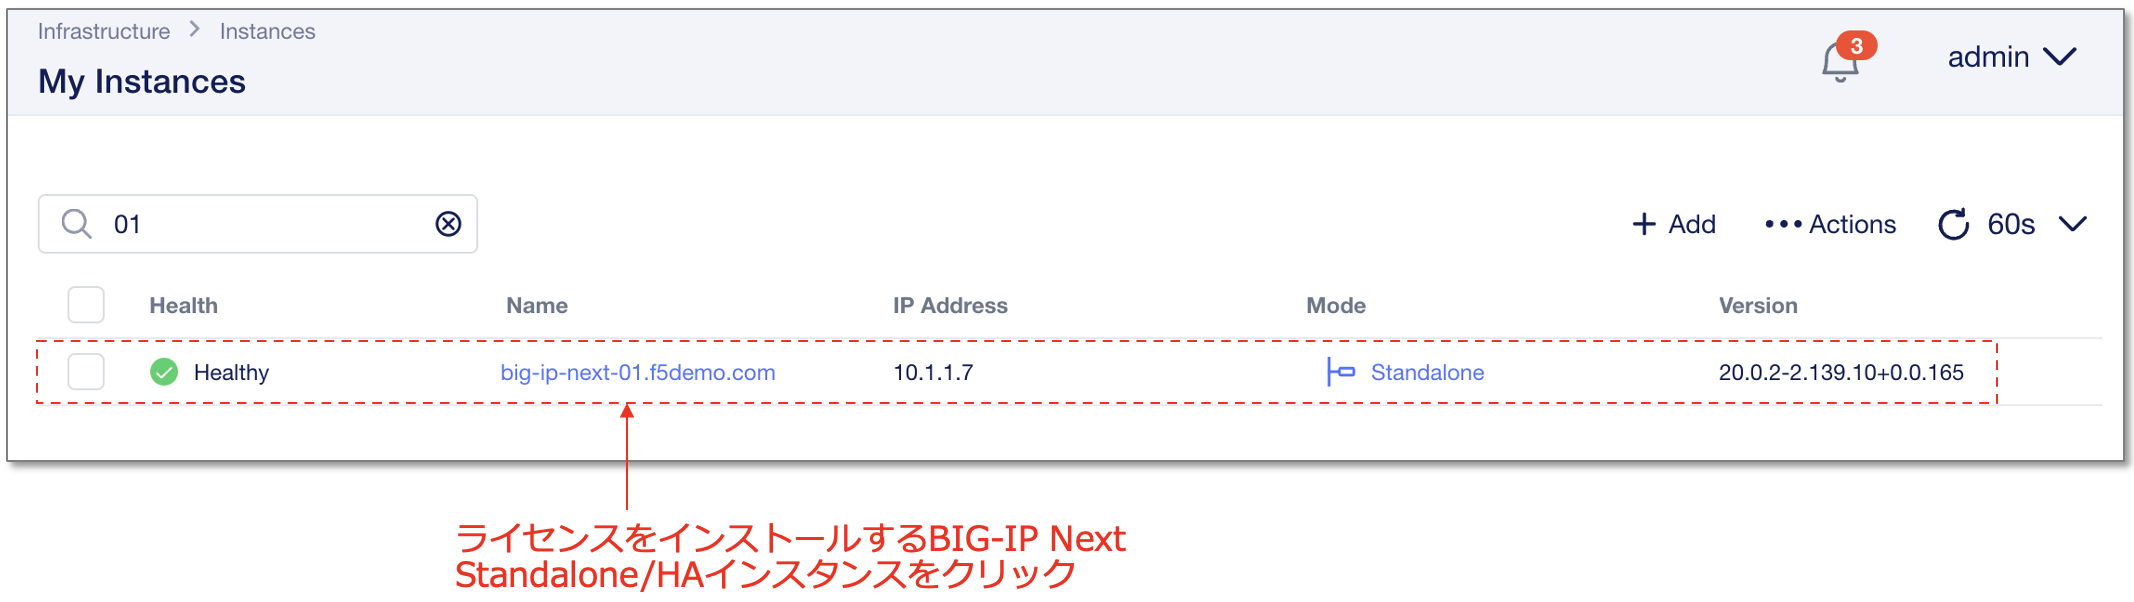 Infrastructure > Instances
My Instances
3
admin
01
+ Add
••• Actions
60s
Health Name IP Address Mode Version
Healthy big-ip-next-01.f5demo.com 10.1.1.7 Standalone 20.0.2-2.139.10+0.0.165
ライセンスをインストールするBIG-IP Next
Standalone/HAインスタンスをクリック